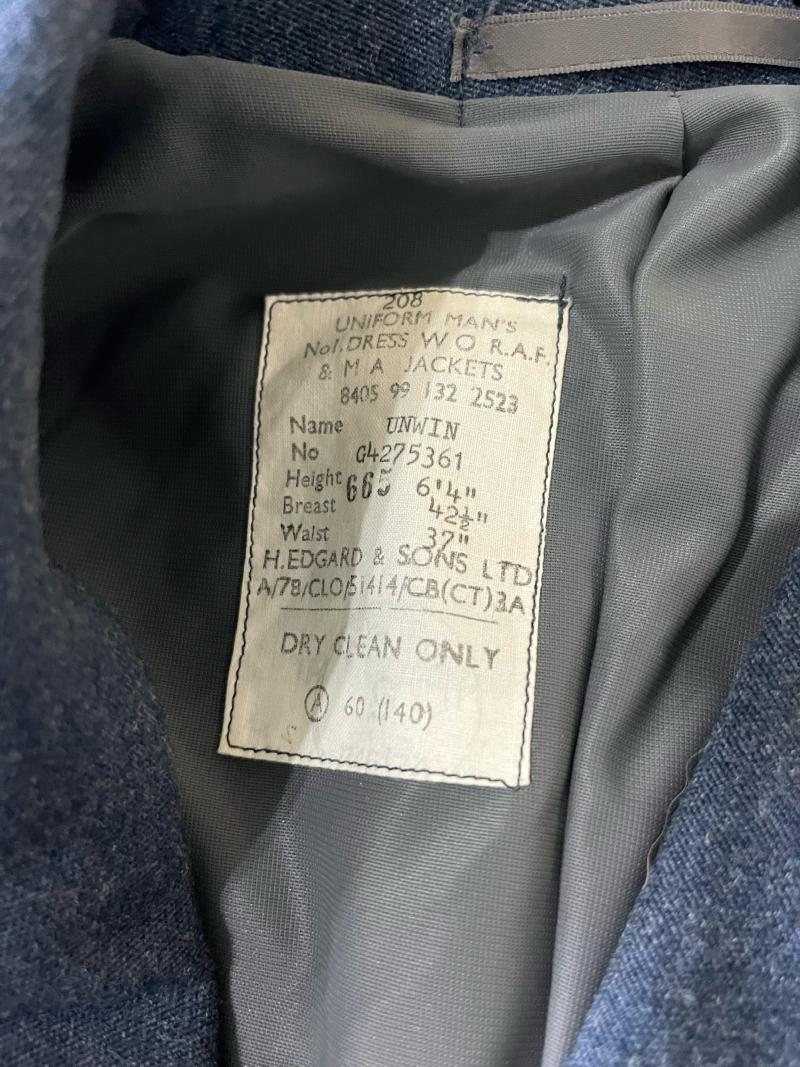 208
UNIFORM MAN'S
No1.DRESS W O R.A.F.
& M A JACKETS
8405 99 132 2523
Name UNWIN
No G4275361
Height 665 6'4"
Breast 42½"
Waist 37"
H.EDGARD & SONS LTD
A/78/CLO/51414/CB(CT)3A
DRY CLEAN ONLY
Ⓐ 60 (140)